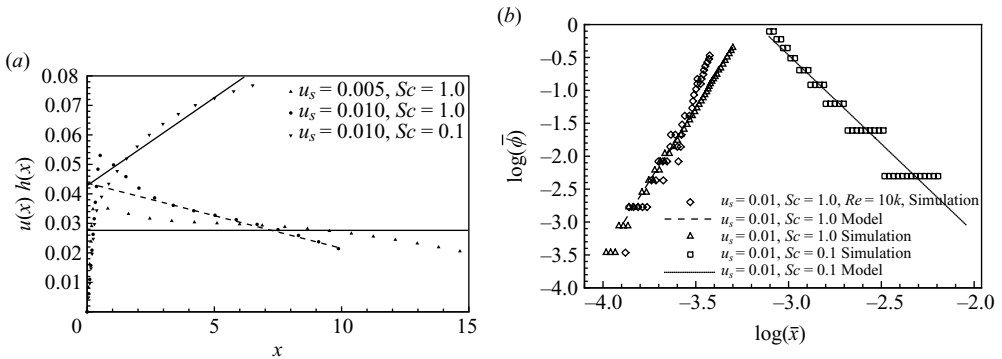 (a)
0.08
0.07
0.06
0.05
0.04
0.03
0.02
0.01
0
5
10
15
u(x) h(x)
x
u_s = 0.005, Sc = 1.0
u_s = 0.010, Sc = 1.0
u_s = 0.010, Sc = 0.1
(b)
0
−0.5
−1.0
−1.5
−2.0
−2.5
−3.0
−3.5
−4.0
−4.0
−3.5
−3.0
−2.5
−2.0
log(ϕ̅)
log(x̅)
u_s = 0.01, Sc = 1.0, Re = 10k, Simulation
u_s = 0.01, Sc = 1.0 Model
u_s = 0.01, Sc = 1.0 Simulation
u_s = 0.01, Sc = 0.1 Simulation
u_s = 0.01, Sc = 0.1 Model